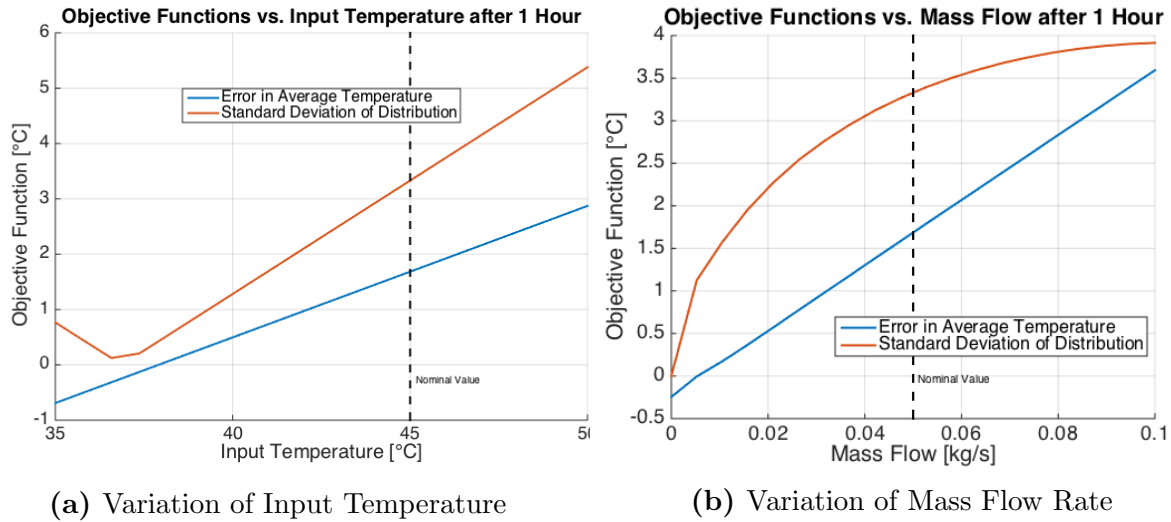 Objective Functions vs. Input Temperature after 1 Hour
6
5
4
3
2
1
0
-1
Objective Function [°C]
Error in Average Temperature
Standard Deviation of Distribution
Nominal Value
35
40
45
50
Input Temperature [°C]
(a) Variation of Input Temperature
Objective Functions vs. Mass Flow after 1 Hour
4
3.5
3
2.5
2
1.5
1
0.5
0
-0.5
Objective Function [°C]
Error in Average Temperature
Standard Deviation of Distribution
Nominal Value
0
0.02
0.04
0.06
0.08
0.1
Mass Flow [kg/s]
(b) Variation of Mass Flow Rate